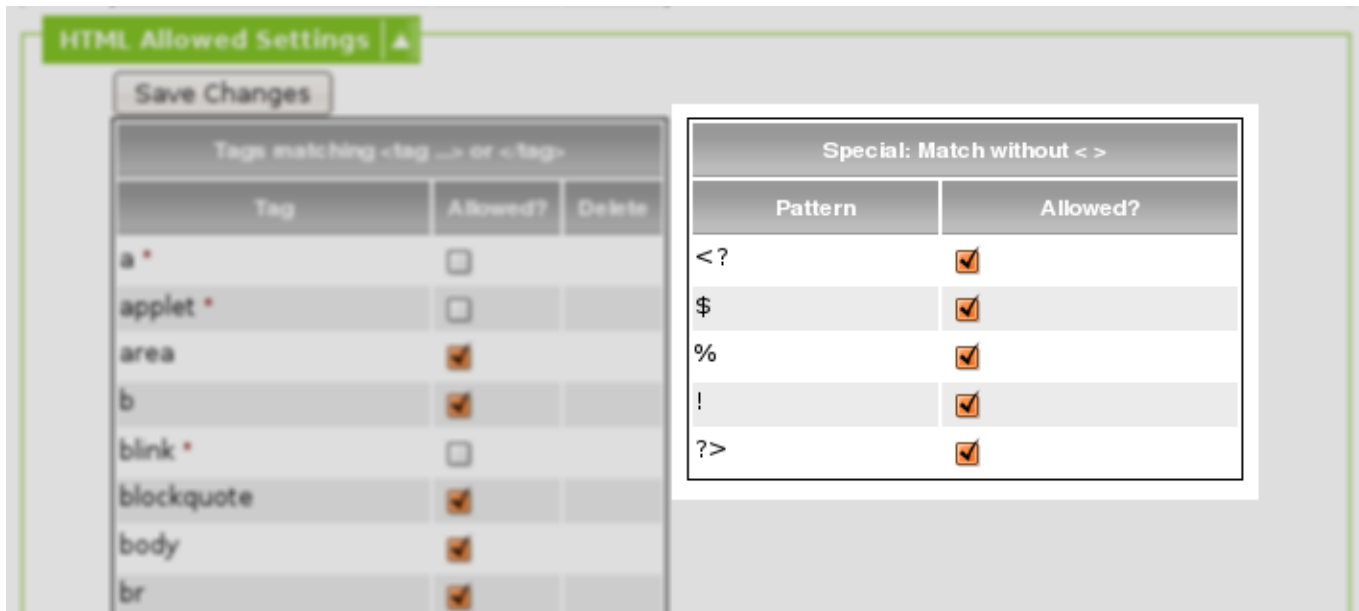 HTML Allowed Settings
Save Changes
Tags matching <tag ...> or </tag>
Tag Allowed? Delete
a *
applet *
area
b
blink *
blockquote
body
br
Special: Match without < >
Pattern Allowed?
<?
$
%
!
?>